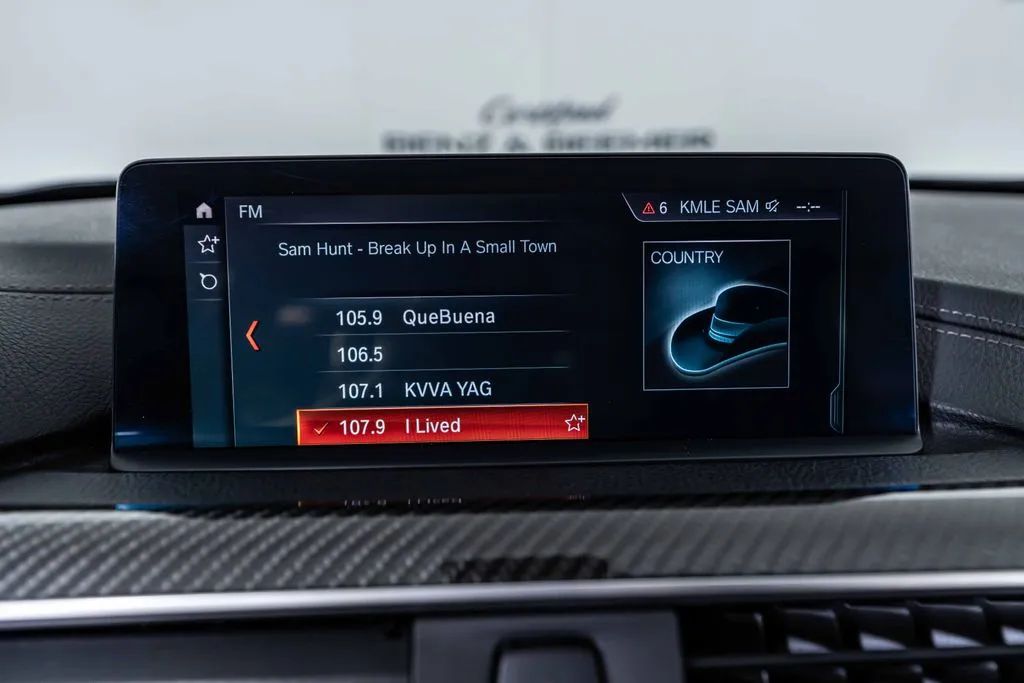 Certified
FM
6 KMLE SAM --:--
Sam Hunt - Break Up In A Small Town
COUNTRY
105.9 QueBuena
106.5
107.1 KVVA YAG
107.9 I Lived